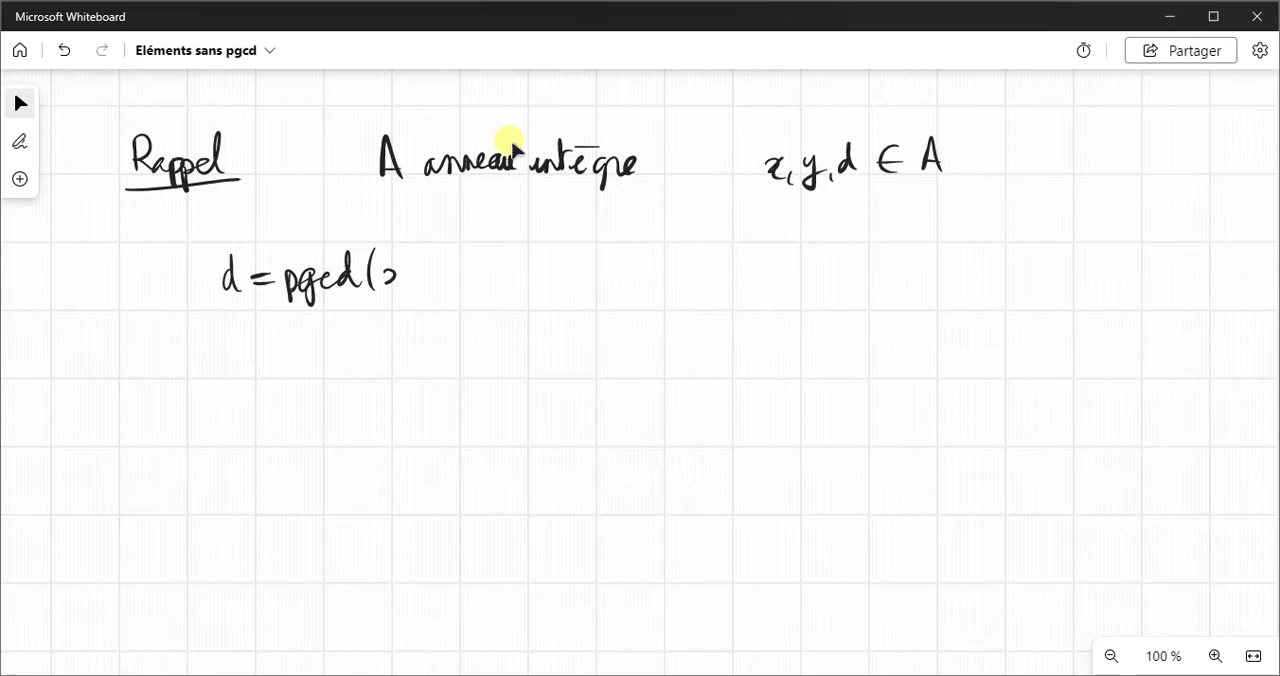 Microsoft Whiteboard
Eléments sans pgcd
Partager
Rappel A anneau intègre x, y, d ∈ A
d = pgcd(x
100 %